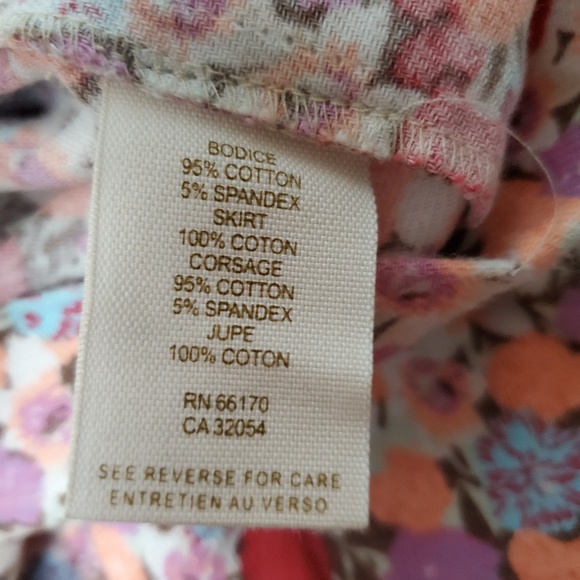 BODICE
95% COTTON
5% SPANDEX
SKIRT
100% COTON
CORSAGE
95% COTTON
5% SPANDEX
JUPE
100% COTON
RN 66170
CA 32054
SEE REVERSE FOR CARE
ENTRETIEN AU VERSO